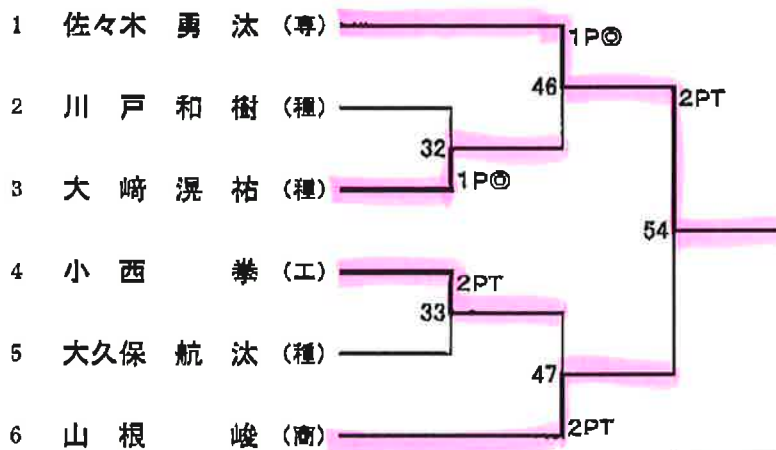 1 佐々木 勇 汰 (専)
1P◎
46
2PT
2 川 戸 和 樹 (種)
32
3 大 﨑 滉 祐 (種)
1P◎
54
4 小 西 拳 (工)
2PT
33
5 大久保 航 汰 (種)
47
6 山 根 峻 (商)
2PT